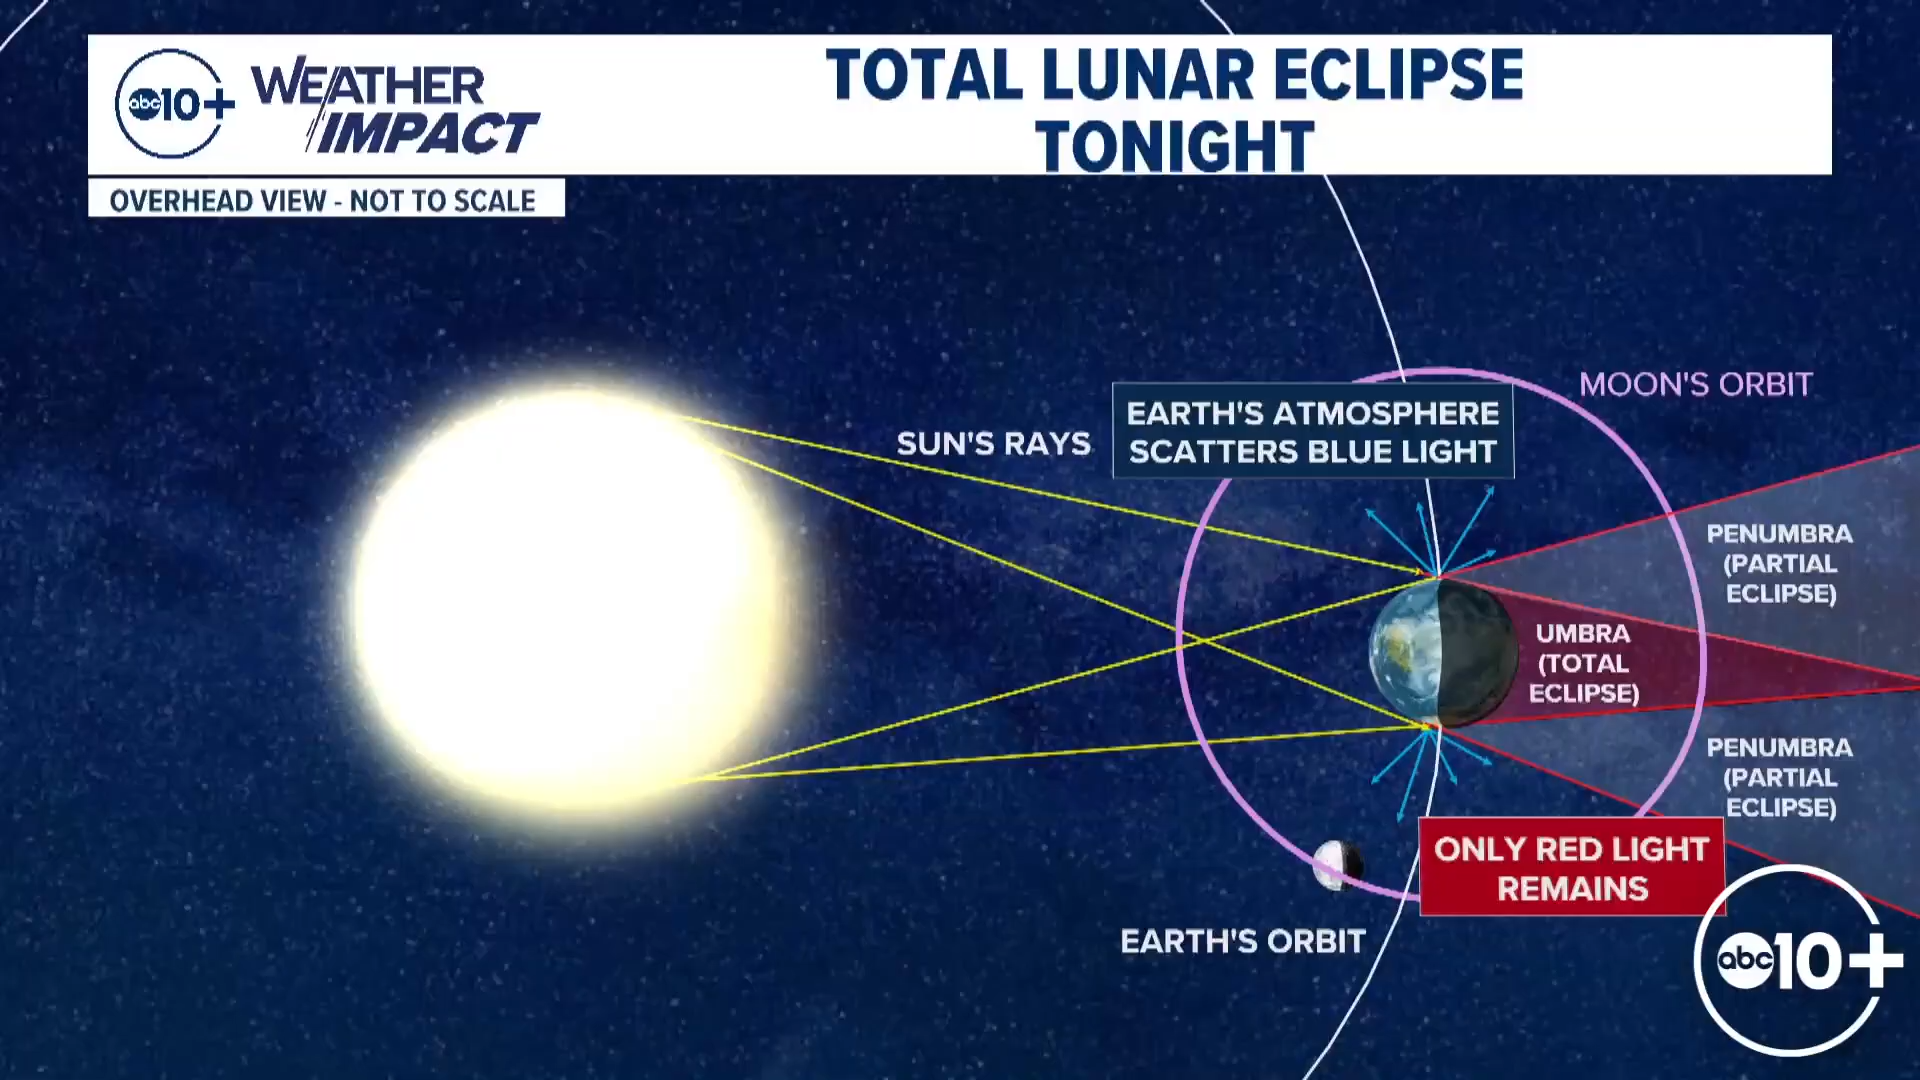 abc10+
WEATHER
IMPACT
TOTAL LUNAR ECLIPSE
TONIGHT
OVERHEAD VIEW - NOT TO SCALE
MOON'S ORBIT
SUN'S RAYS
EARTH'S ATMOSPHERE
SCATTERS BLUE LIGHT
PENUMBRA
(PARTIAL
ECLIPSE)
UMBRA
(TOTAL
ECLIPSE)
PENUMBRA
(PARTIAL
ECLIPSE)
ONLY RED LIGHT
REMAINS
EARTH'S ORBIT
abc10+